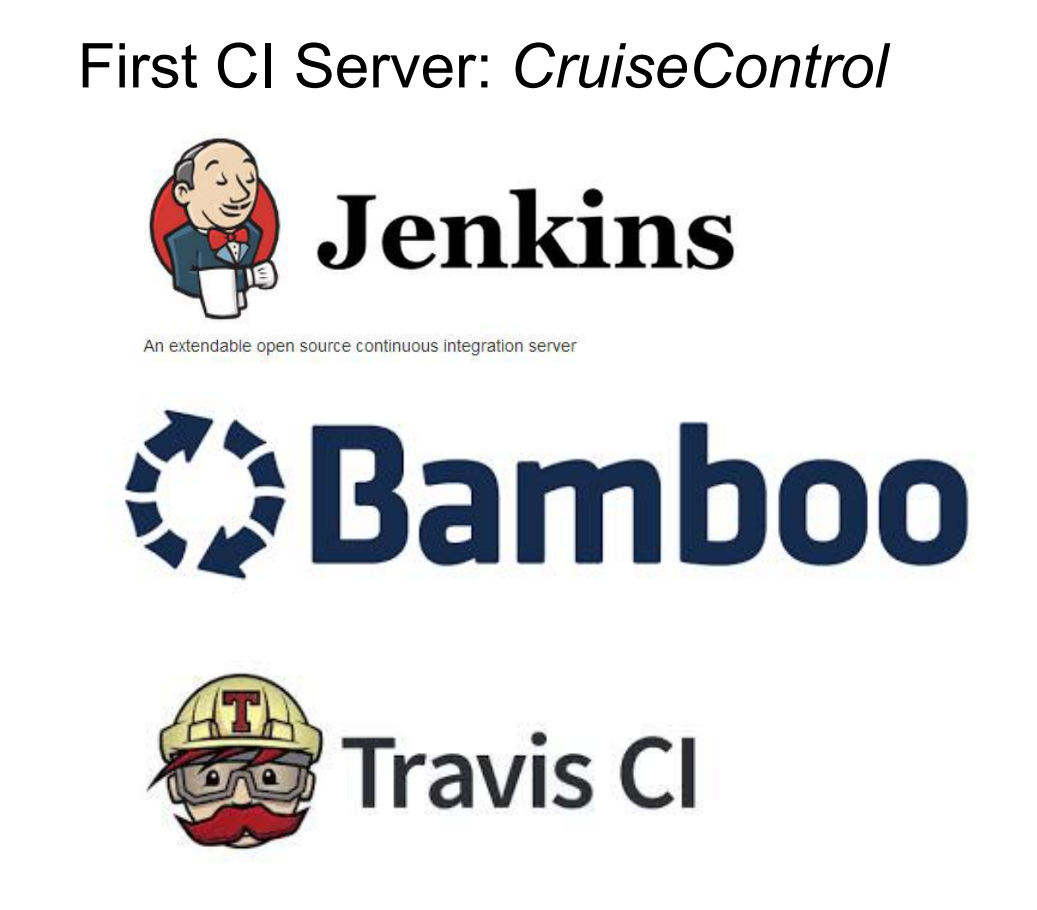 First CI Server: CruiseControl
Jenkins
An extendable open source continuous integration server
Bamboo
T
Travis CI